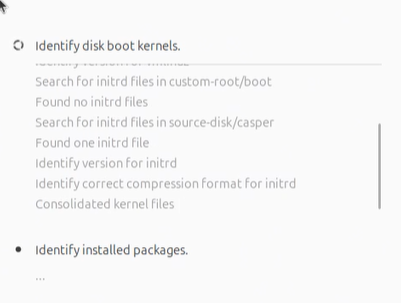 Identify disk boot kernels.
Search for initrd files in custom-root/boot
Found no initrd files
Search for initrd files in source-disk/casper
Found one initrd file
Identify version for initrd
Identify correct compression format for initrd
Consolidated kernel files
Identify installed packages.
...